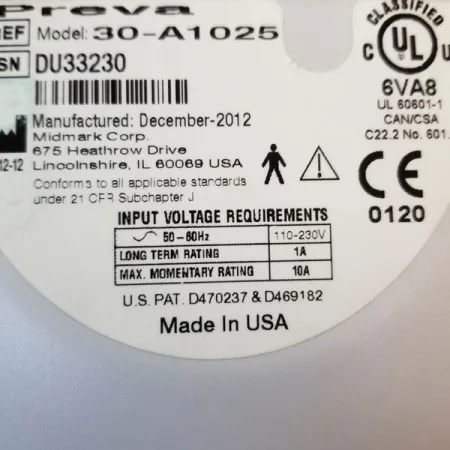 Preva
REF Model: 30-A1025
SN DU33230
Manufactured: December-2012
Midmark Corp.
675 Heathrow Drive
12-12 Lincolnshire, IL 60069 USA
Conforms to all applicable standards
under 21 CFR Subchapter J
CLASSIFIED
C UL
6VA8
UL 60601-1
CAN/CSA
C22.2 No. 601.
CE
0120
INPUT VOLTAGE REQUIREMENTS
50-60Hz 110-230V
LONG TERM RATING 1A
MAX. MOMENTARY RATING 10A
U.S. PAT. D470237 & D469182
Made In USA